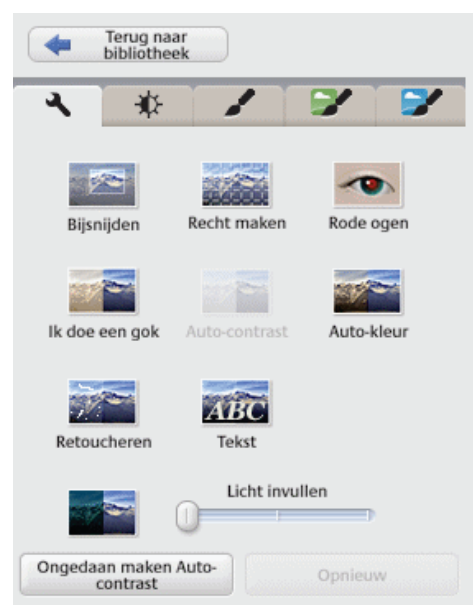 Terug naar
bibliotheek
Bijsnijden
Recht maken
Rode ogen
Ik doe een gok
Auto-contrast
Auto-kleur
ABC
Retoucheren
Tekst
Licht invullen
Ongedaan maken Auto-
contrast
Opnieuw